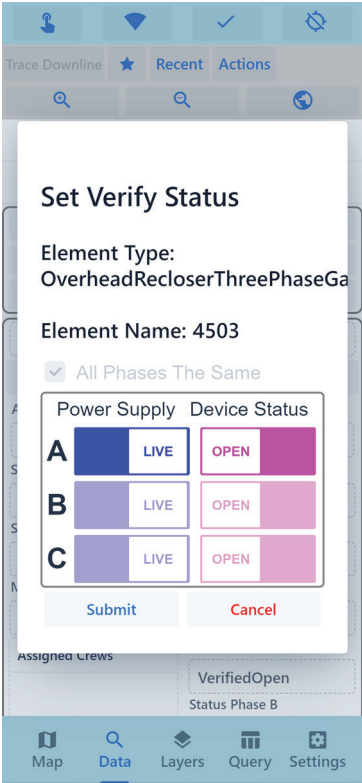 Trace Downline
Recent
Actions
Set Verify Status
Element Type:
OverheadRecloserThreePhaseGa
Element Name: 4503
All Phases The Same
Power Supply Device Status
A LIVE OPEN
B LIVE OPEN
C LIVE OPEN
Submit Cancel
Assigned Crews
VerifiedOpen
Status Phase B
Map Data Layers Query Settings